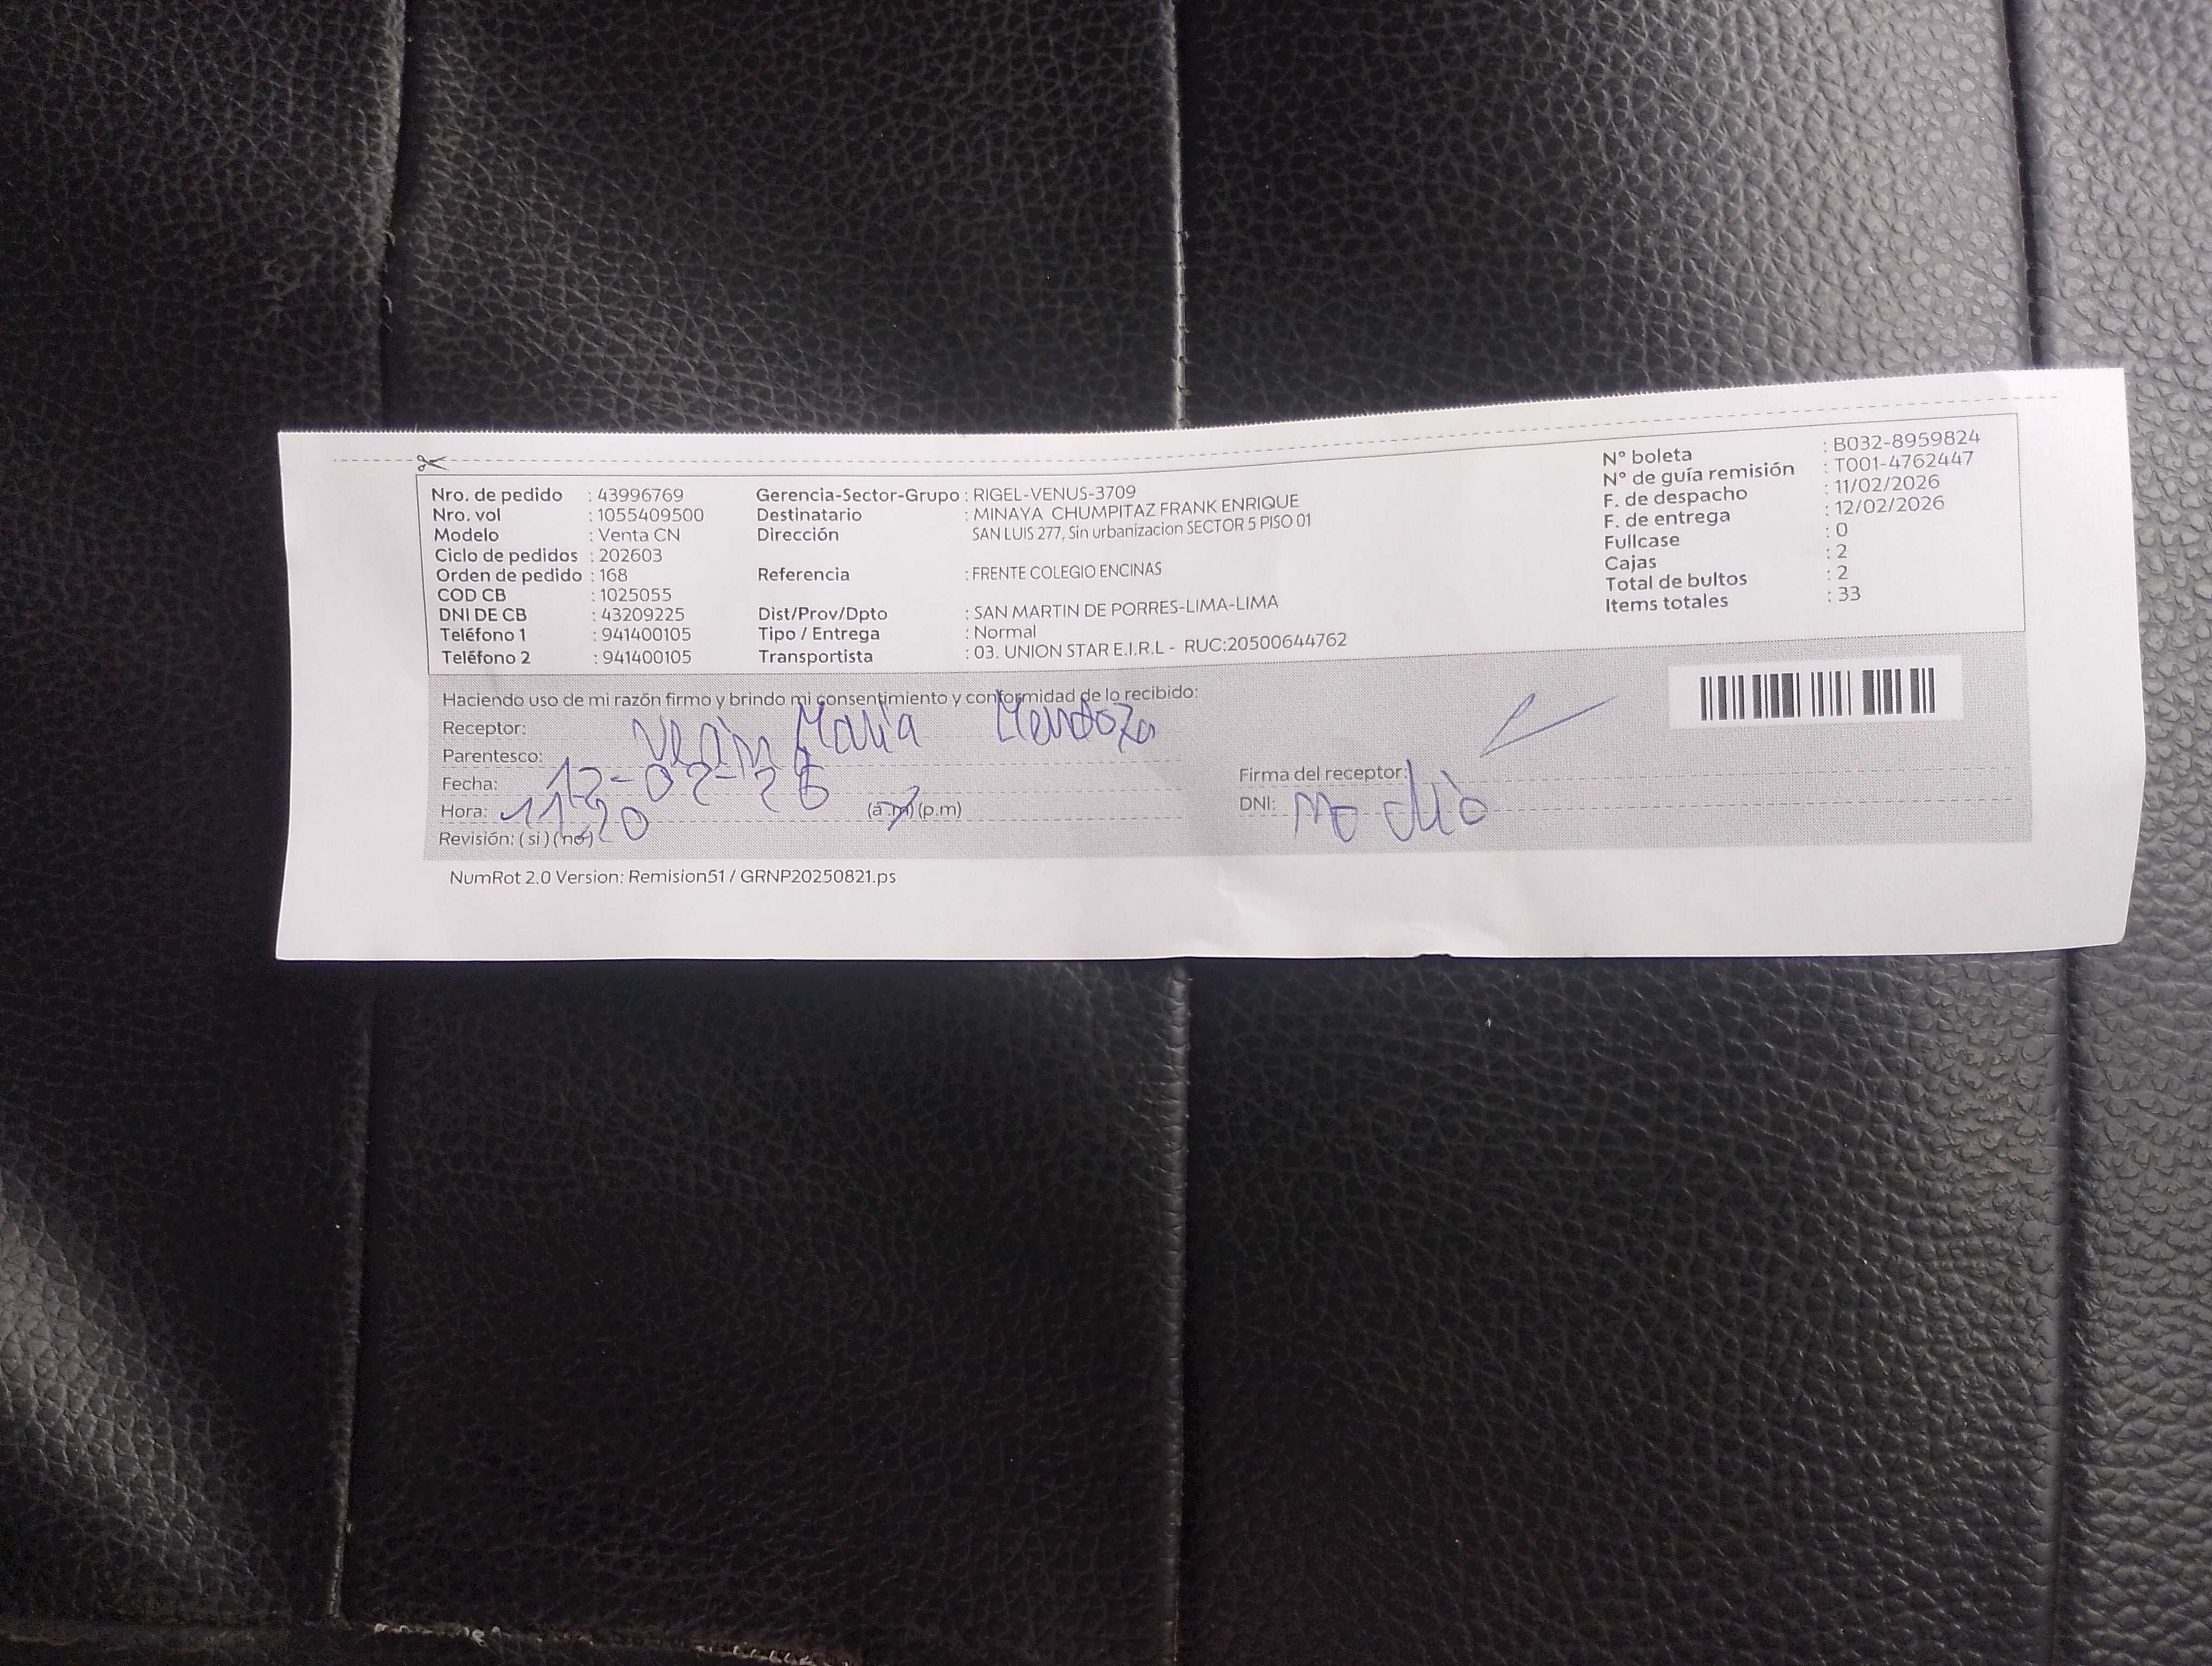 Nro. de pedido : 43996769
Nro. vol : 1055409500
Modelo : Venta CN
Ciclo de pedidos : 202603
Orden de pedido : 168
COD CB : 1025055
DNI DE CB : 43209225
Teléfono 1 : 941400105
Teléfono 2 : 941400105
Gerencia-Sector-Grupo : RIGEL-VENUS-3709
Destinatario : MINAYA CHUMPITAZ FRANK ENRIQUE
Dirección SAN LUIS 277, Sin urbanizacion SECTOR 5 PISO 01
Referencia : FRENTE COLEGIO ENCINAS
Dist/Prov/Dpto : SAN MARTIN DE PORRES-LIMA-LIMA
Tipo / Entrega : Normal
Transportista : 03. UNION STAR E.I.R.L - RUC:20500644762
N° boleta : B032-8959824
N° de guía remisión : T001-4762447
F. de despacho : 11/02/2026
F. de entrega : 12/02/2026
Fullcase : 0
Cajas : 2
Total de bultos : 2
Items totales : 33
Haciendo uso de mi razón firmo y brindo mi consentimiento y conformidad de lo recibido:
Receptor: Maria Mendoza
Parentesco:
Fecha: 12-02-26
Hora: 11:20 (a.m) (p.m)
Revisión: ( si ) ( no )
Firma del receptor:
DNI: no dio
NumRot 2.0 Version: Remision51 / GRNP20250821.ps